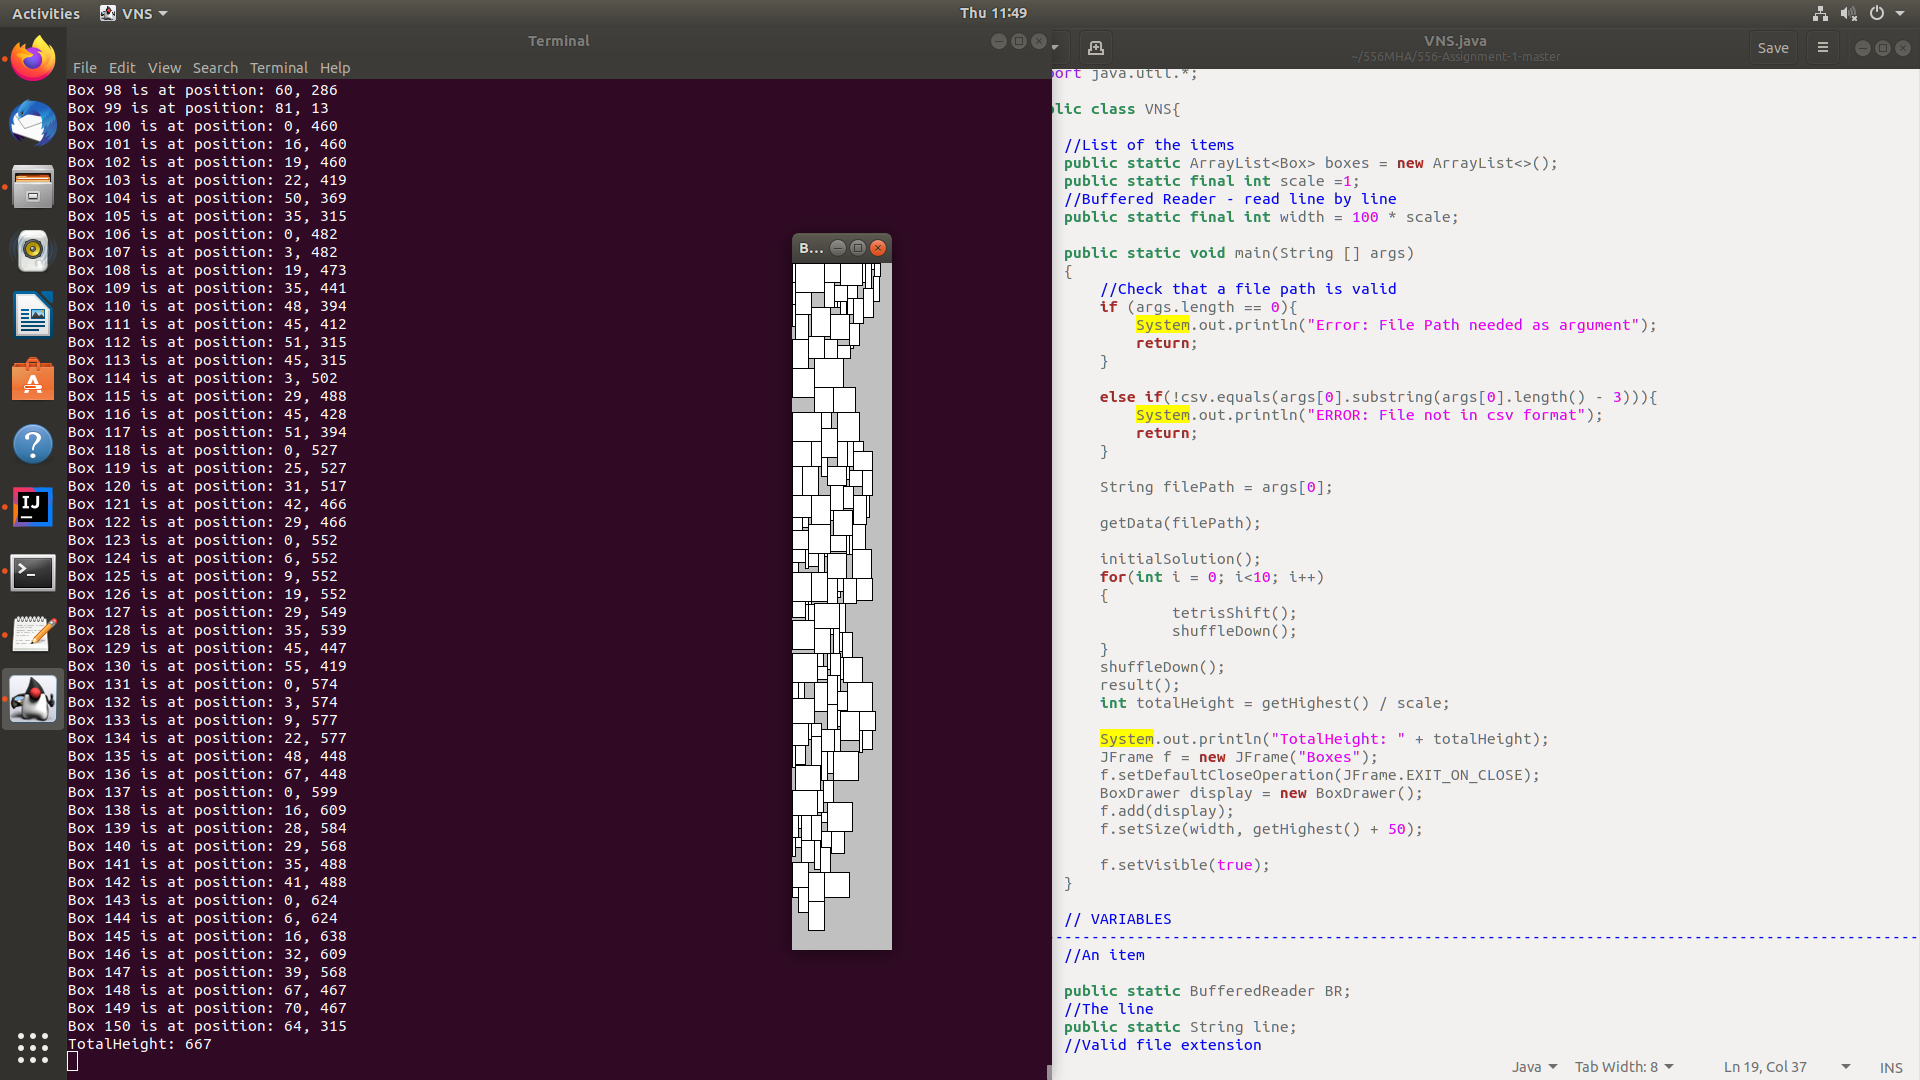 Activities
VNS
Thu 11:49
Terminal
File Edit View Search Terminal Help
Box 98 is at position: 60, 286
Box 99 is at position: 81, 13
Box 100 is at position: 0, 460
Box 101 is at position: 16, 460
Box 102 is at position: 19, 460
Box 103 is at position: 22, 419
Box 104 is at position: 50, 369
Box 105 is at position: 35, 315
Box 106 is at position: 0, 482
Box 107 is at position: 3, 482
Box 108 is at position: 19, 473
Box 109 is at position: 35, 441
Box 110 is at position: 48, 394
Box 111 is at position: 45, 412
Box 112 is at position: 51, 315
Box 113 is at position: 45, 315
Box 114 is at position: 3, 502
Box 115 is at position: 29, 488
Box 116 is at position: 45, 428
Box 117 is at position: 51, 394
Box 118 is at position: 0, 527
Box 119 is at position: 25, 527
Box 120 is at position: 31, 517
Box 121 is at position: 42, 466
Box 122 is at position: 29, 466
Box 123 is at position: 0, 552
Box 124 is at position: 6, 552
Box 125 is at position: 9, 552
Box 126 is at position: 19, 552
Box 127 is at position: 29, 549
Box 128 is at position: 35, 539
Box 129 is at position: 45, 447
Box 130 is at position: 55, 419
Box 131 is at position: 0, 574
Box 132 is at position: 3, 574
Box 133 is at position: 9, 577
Box 134 is at position: 22, 577
Box 135 is at position: 48, 448
Box 136 is at position: 67, 448
Box 137 is at position: 0, 599
Box 138 is at position: 16, 609
Box 139 is at position: 28, 584
Box 140 is at position: 29, 568
Box 141 is at position: 35, 488
Box 142 is at position: 41, 488
Box 143 is at position: 0, 624
Box 144 is at position: 6, 624
Box 145 is at position: 16, 638
Box 146 is at position: 32, 609
Box 147 is at position: 39, 568
Box 148 is at position: 67, 467
Box 149 is at position: 70, 467
Box 150 is at position: 64, 315
TotalHeight: 667
B...
VNS.java
~/556MHA/556-Assignment-1-master
Save
ort java.util.*;
lic class VNS{
//List of the items
public static ArrayList<Box> boxes = new ArrayList<>();
public static final int scale =1;
//Buffered Reader - read line by line
public static final int width = 100 * scale;
public static void main(String [] args)
{
//Check that a file path is valid
if (args.length == 0){
System.out.println("Error: File Path needed as argument");
return;
}
else if(!csv.equals(args[0].substring(args[0].length() - 3))){
System.out.println("ERROR: File not in csv format");
return;
}
String filePath = args[0];
getData(filePath);
initialSolution();
for(int i = 0; i<10; i++)
{
tetrisShift();
shuffleDown();
}
shuffleDown();
result();
int totalHeight = getHighest() / scale;
System.out.println("TotalHeight: " + totalHeight);
JFrame f = new JFrame("Boxes");
f.setDefaultCloseOperation(JFrame.EXIT_ON_CLOSE);
BoxDrawer display = new BoxDrawer();
f.add(display);
f.setSize(width, getHighest() + 50);
f.setVisible(true);
}
// VARIABLES
//An item
public static BufferedReader BR;
//The line
public static String line;
//Valid file extension
Java
Tab Width: 8
Ln 19, Col 37
INS
IJ